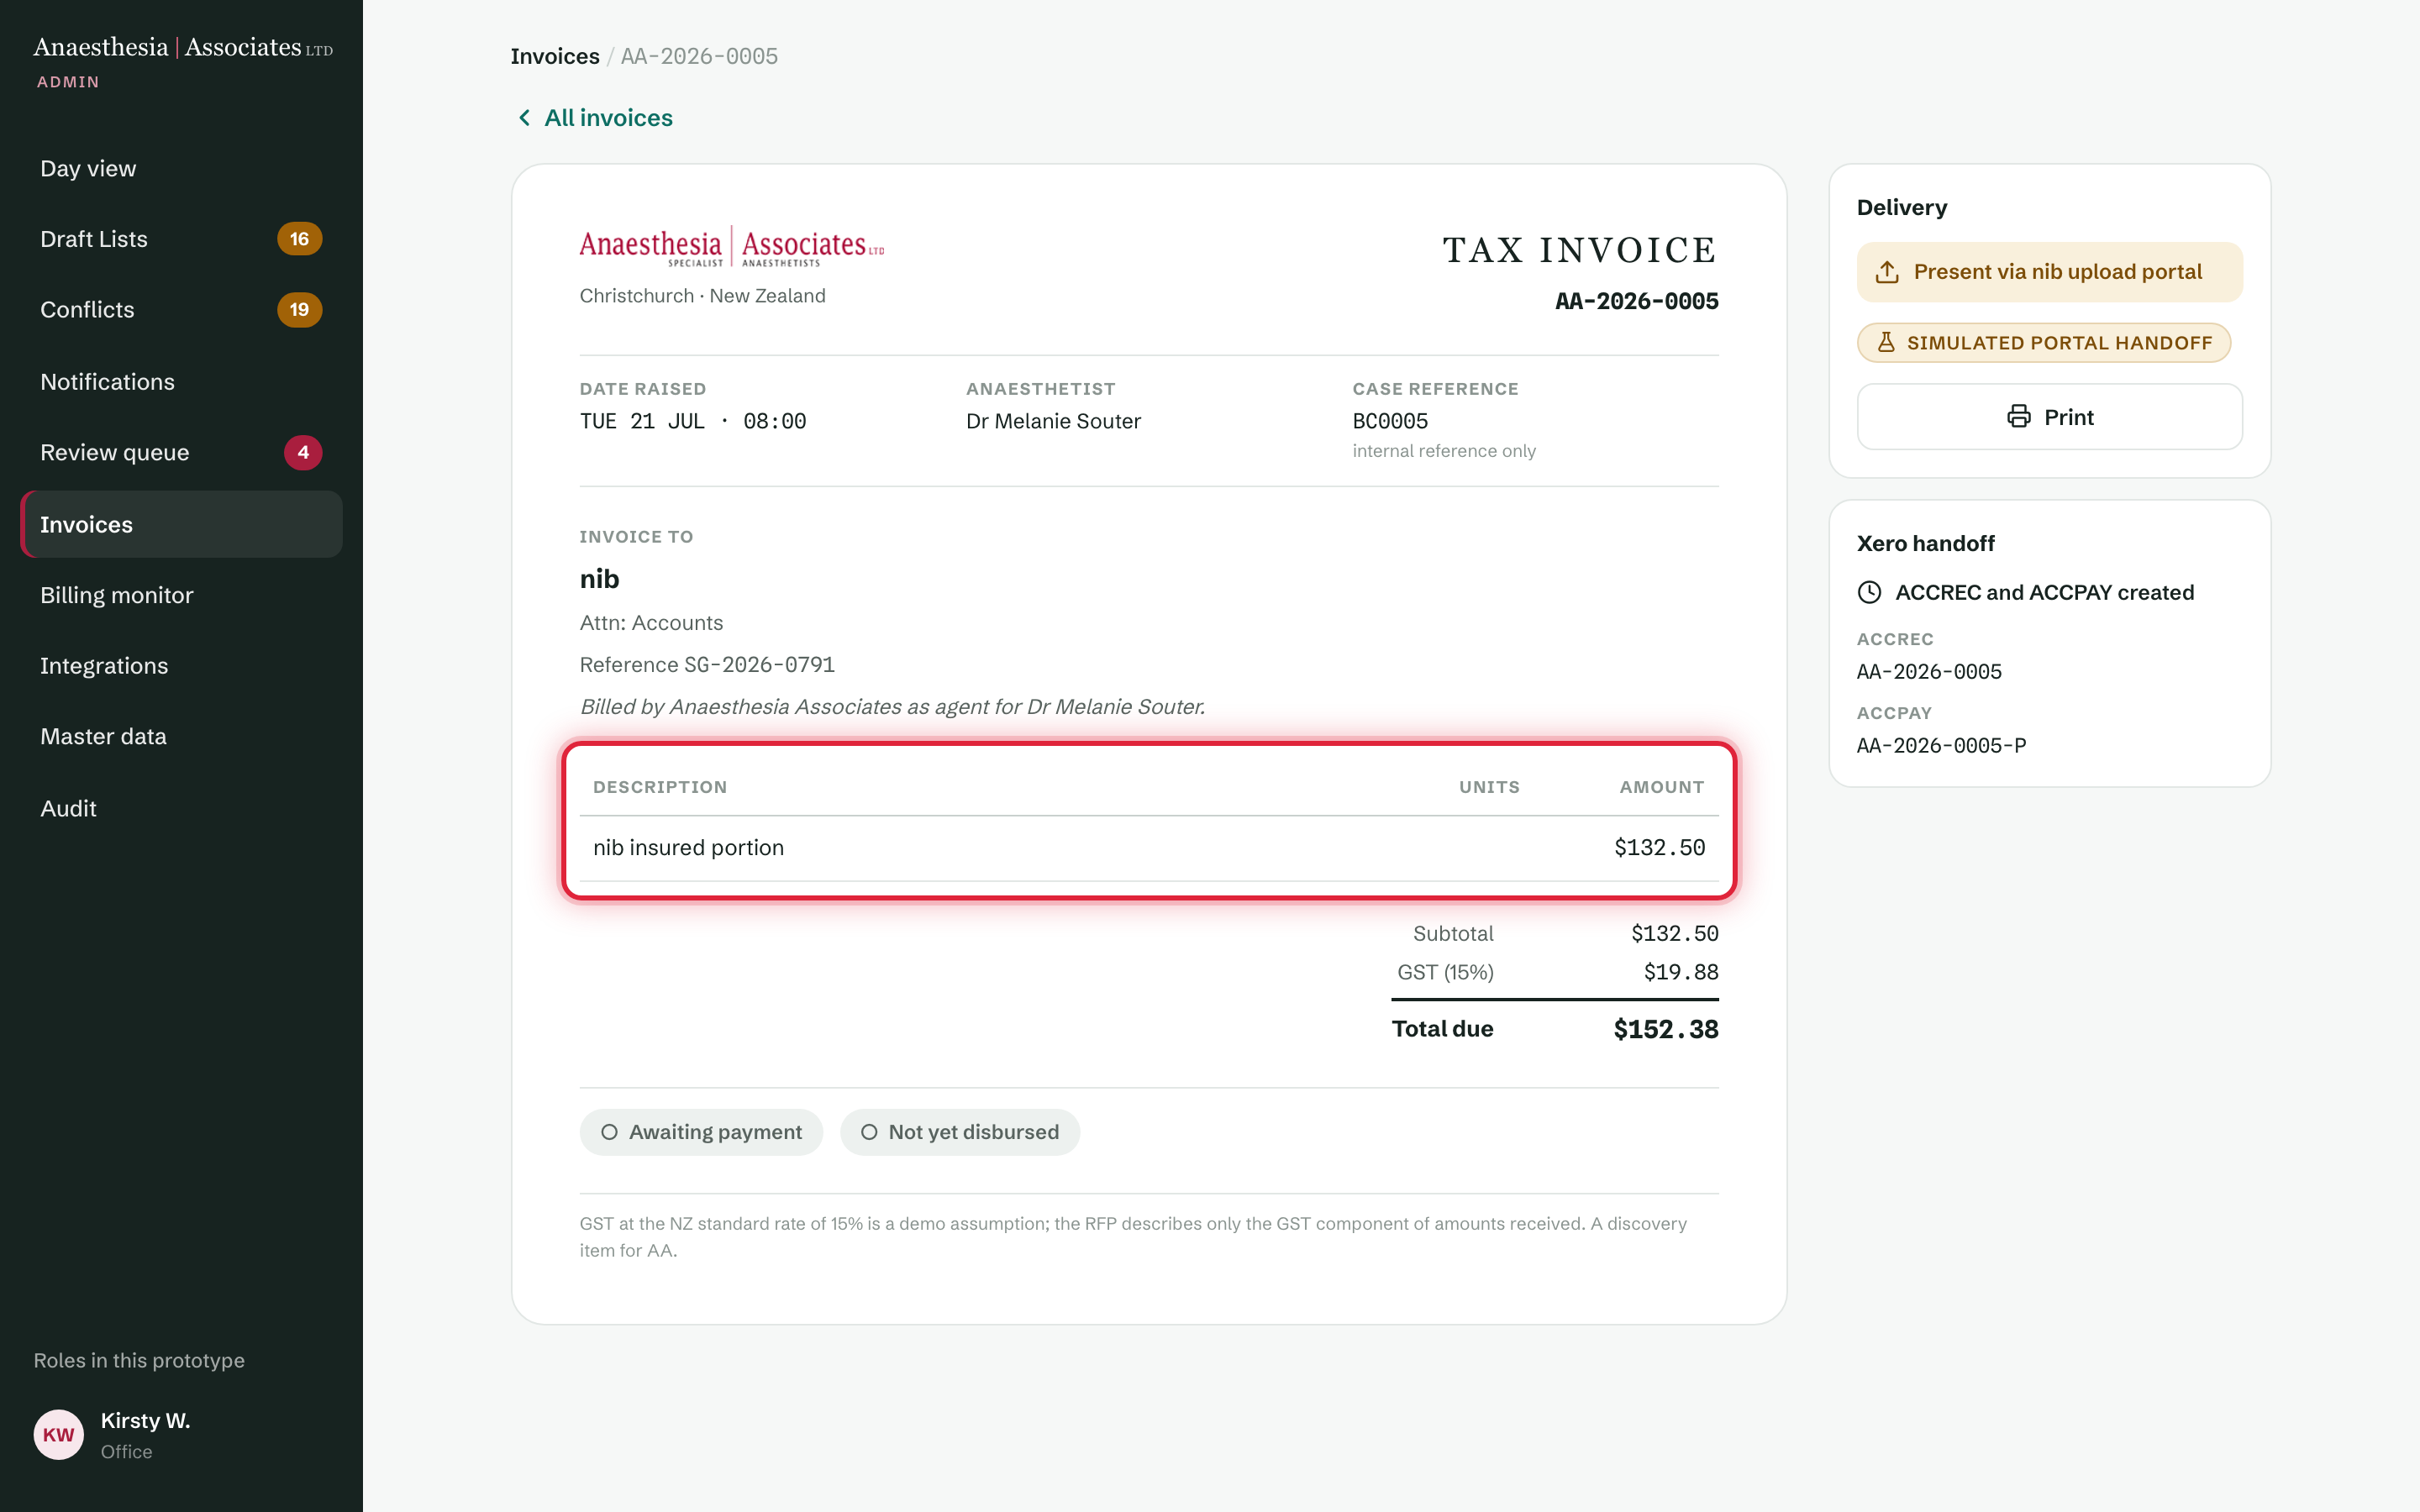 Anaesthesia | Associates LTD
ADMIN
Day view
Draft Lists 16
Conflicts 19
Notifications
Review queue 4
Invoices
Billing monitor
Integrations
Master data
Audit
Roles in this prototype
KW
Kirsty W.
Office
Invoices / AA-2026-0005
All invoices
Anaesthesia | Associates LTD
SPECIALIST | ANAESTHETISTS
Christchurch · New Zealand
TAX INVOICE
AA-2026-0005
DATE RAISED
TUE 21 JUL · 08:00
ANAESTHETIST
Dr Melanie Souter
CASE REFERENCE
BC0005
internal reference only
INVOICE TO
nib
Attn: Accounts
Reference SG-2026-0791
Billed by Anaesthesia Associates as agent for Dr Melanie Souter.
DESCRIPTION UNITS AMOUNT
nib insured portion $132.50
Subtotal $132.50
GST (15%) $19.88
Total due $152.38
Awaiting payment
Not yet disbursed
GST at the NZ standard rate of 15% is a demo assumption; the RFP describes only the GST component of amounts received. A discovery
item for AA.
Delivery
Present via nib upload portal
SIMULATED PORTAL HANDOFF
Print
Xero handoff
ACCREC and ACCPAY created
ACCREC
AA-2026-0005
ACCPAY
AA-2026-0005-P